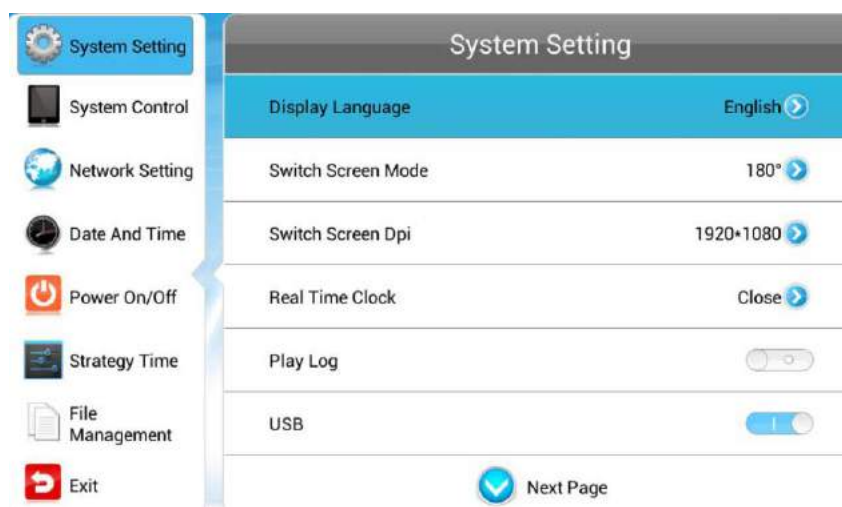 System Setting
System Control
Network Setting
Date And Time
Power On/Off
Strategy Time
File
Management
Exit
System Setting
Display Language English
Switch Screen Mode 180°
Switch Screen Dpi 1920*1080
Real Time Clock Close
Play Log
USB
Next Page